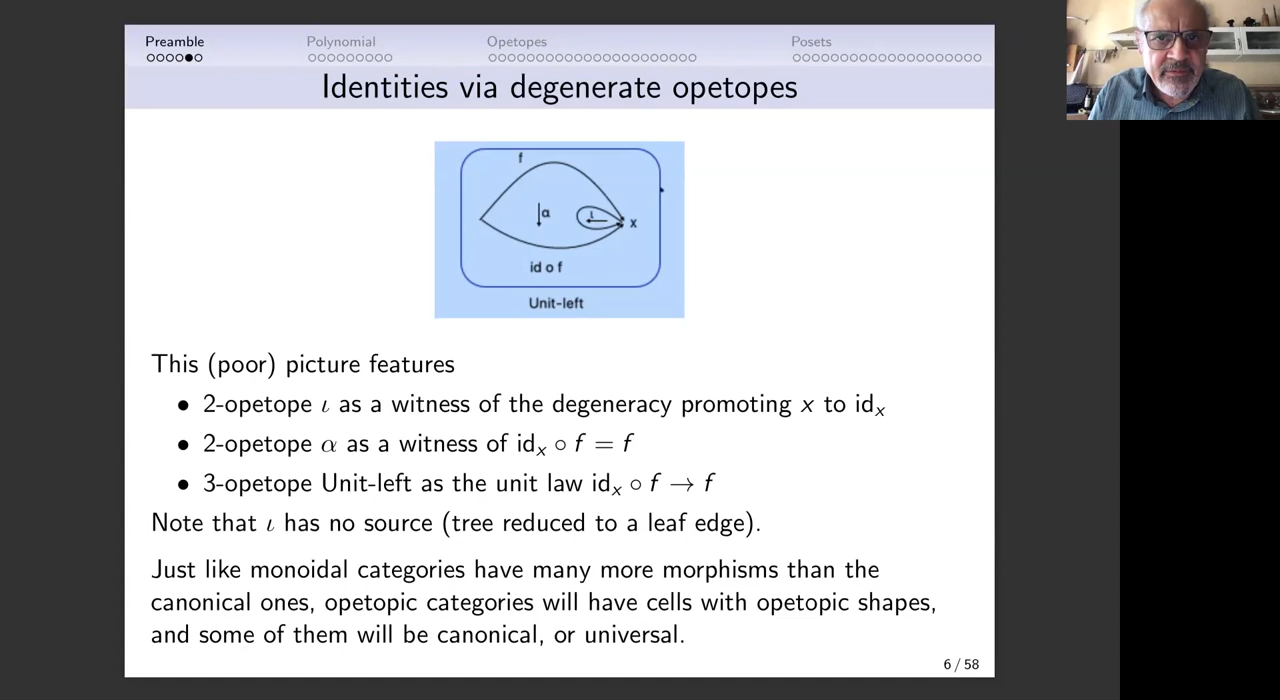 Preamble Polynomial Opetopes Posets
Identities via degenerate opetopes
f
α
ι
x
id o f
Unit-left
This (poor) picture features
• 2-opetope ι as a witness of the degeneracy promoting x to idₓ
• 2-opetope α as a witness of idₓ ∘ f = f
• 3-opetope Unit-left as the unit law idₓ ∘ f → f
Note that ι has no source (tree reduced to a leaf edge).
Just like monoidal categories have many more morphisms than the
canonical ones, opetopic categories will have cells with opetopic shapes,
and some of them will be canonical, or universal.
6 / 58